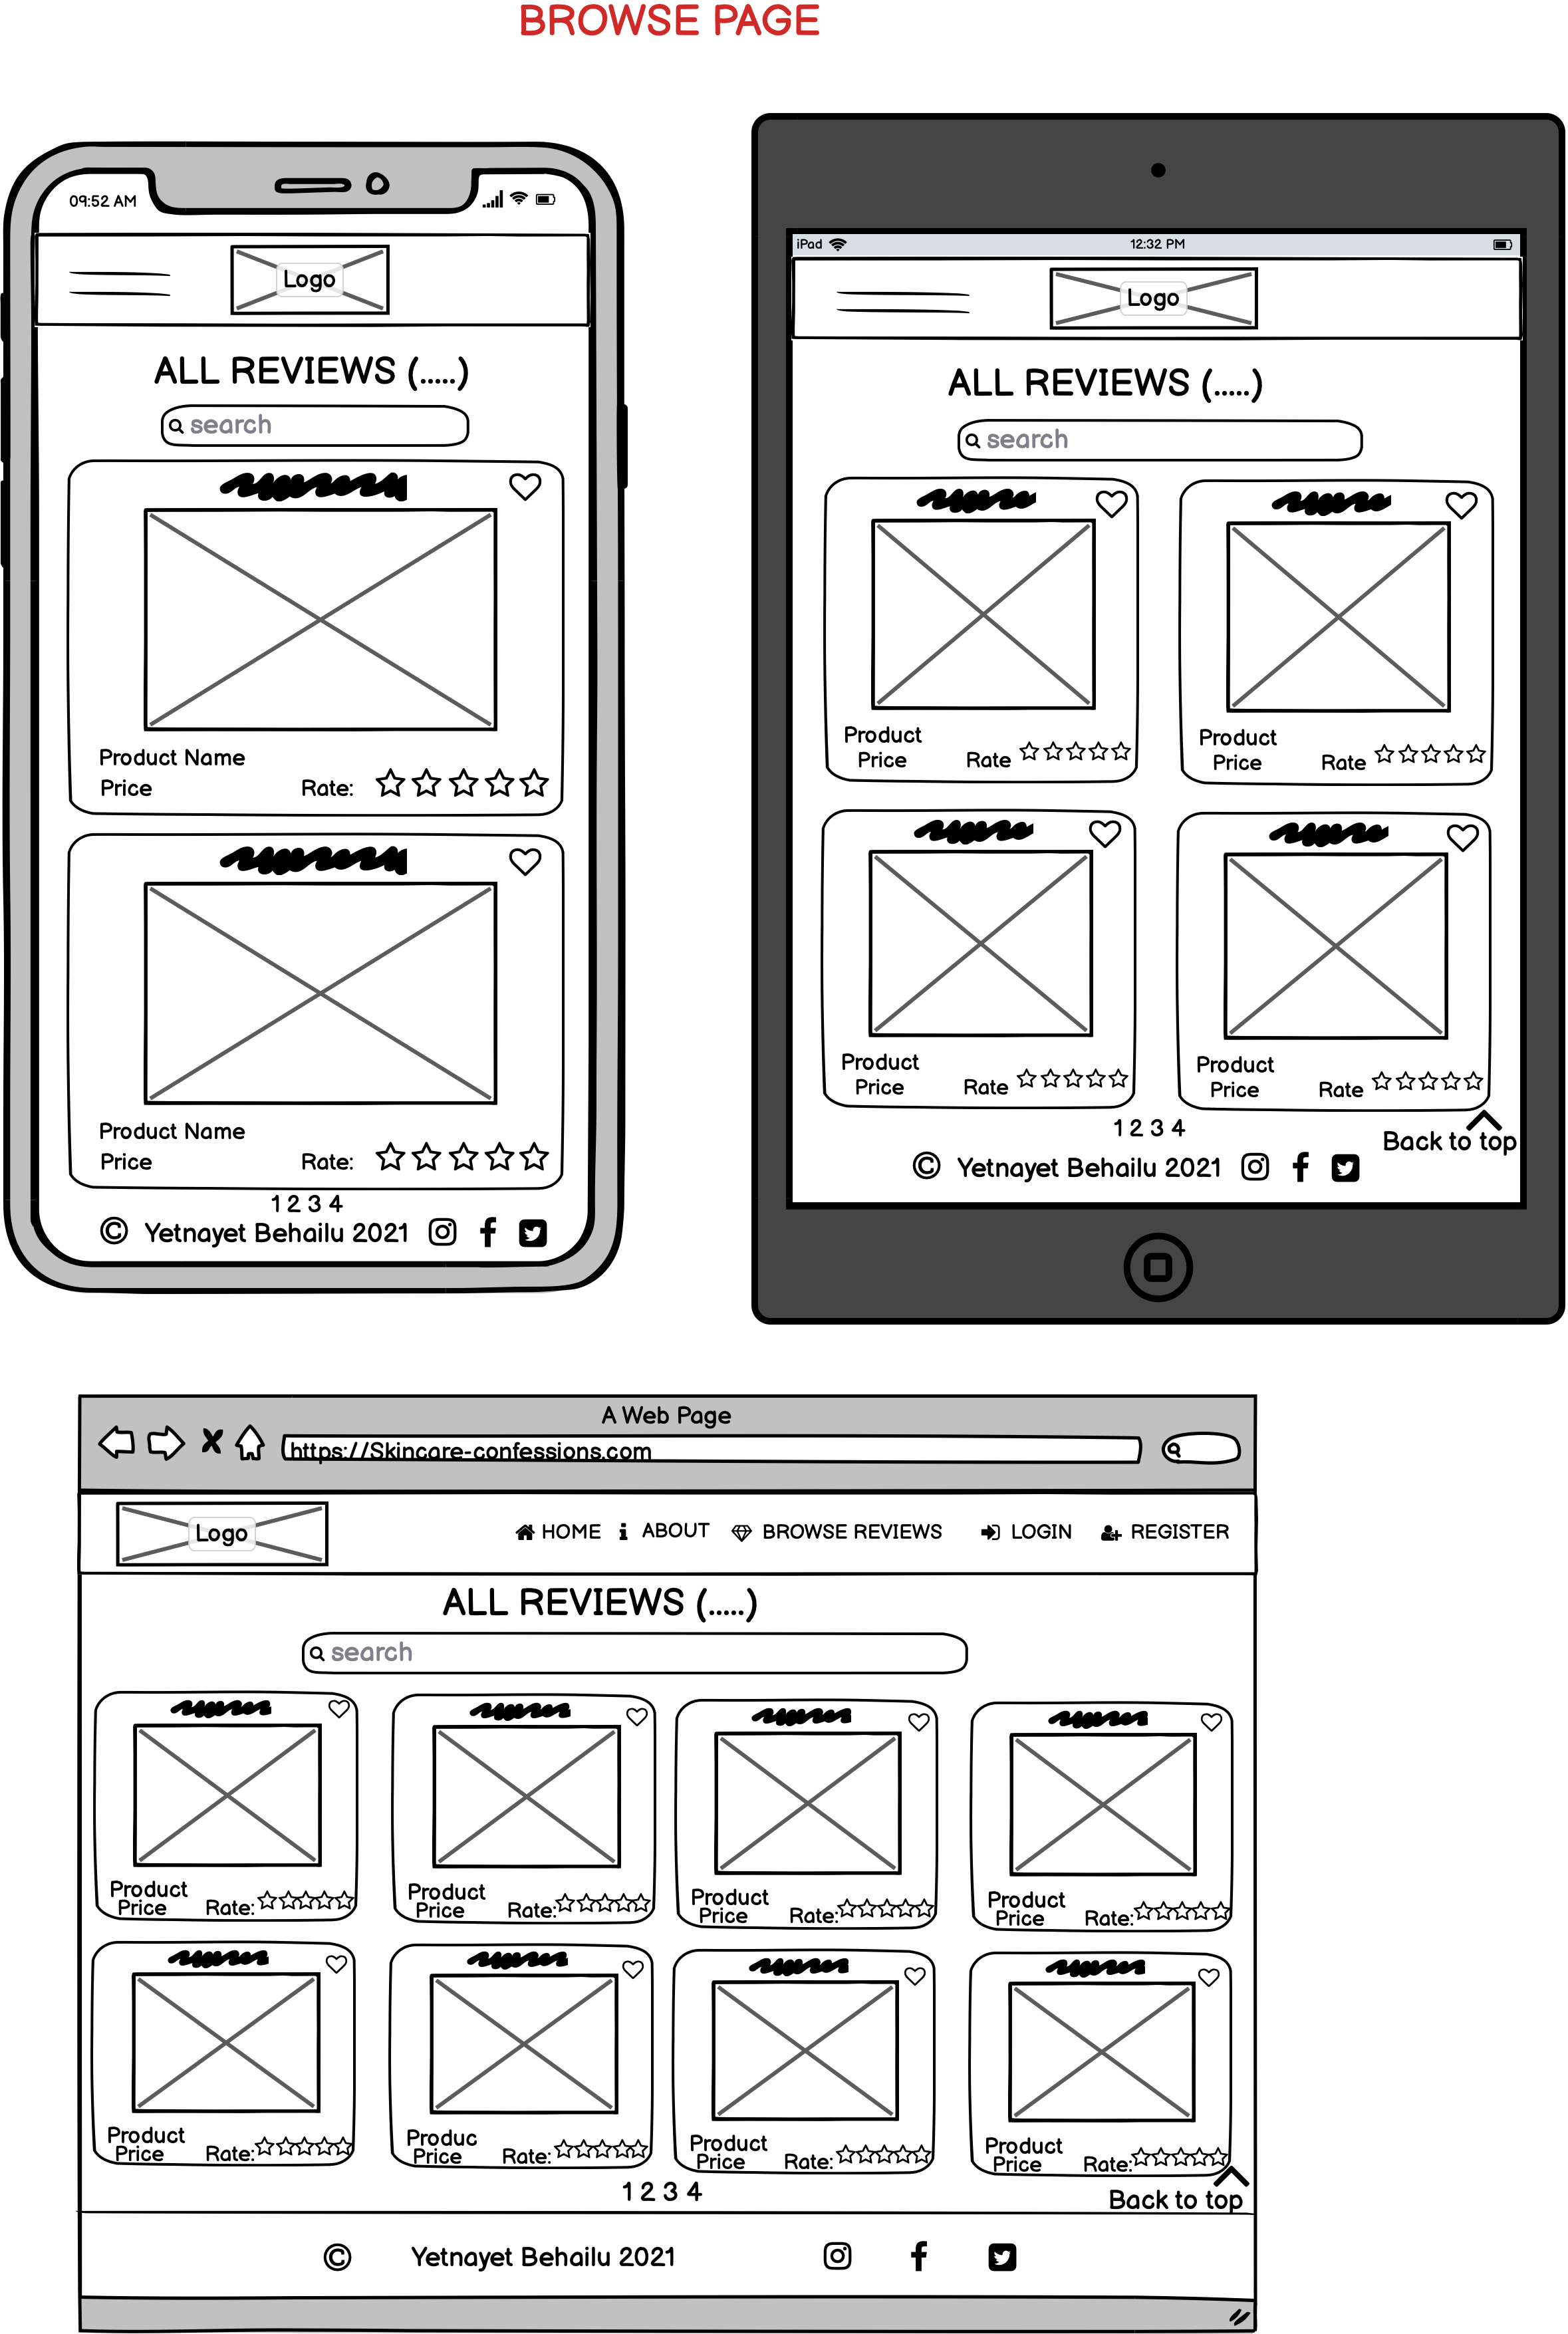 BROWSE PAGE
09:52 AM
Logo
ALL REVIEWS (.....)
search
Product Name
Price
Rate:
Product Name
Price
Rate:
1 2 3 4
© Yetnayet Behailu 2021
iPad
12:32 PM
Logo
ALL REVIEWS (.....)
search
Product
Price
Rate
Product
Price
Rate
Product
Price
Rate
Product
Price
Rate
1 2 3 4
Back to top
© Yetnayet Behailu 2021
A Web Page
https://Skincare-confessions.com
Logo
HOME
ABOUT
BROWSE REVIEWS
LOGIN
REGISTER
ALL REVIEWS (.....)
search
Product
Price
Rate:
Product
Price
Rate:
Product
Price
Rate:
Product
Price
Rate:
Product
Price
Rate:
Produc
Price
Rate:
Product
Price
Rate:
Product
Price
Rate:
1 2 3 4
Back to top
© Yetnayet Behailu 2021